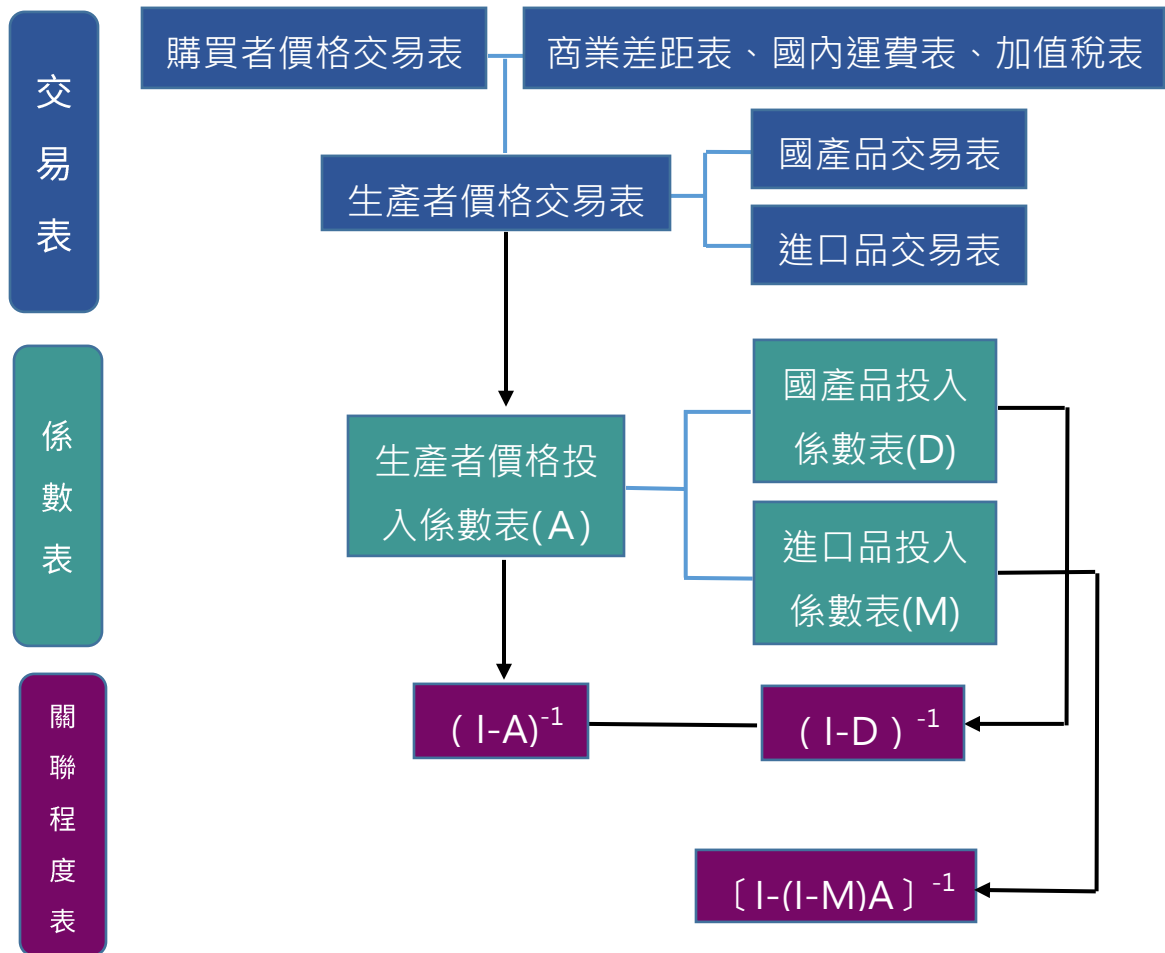 交易表
購買者價格交易表
商業差距表、國內運費表、加值稅表
生產者價格交易表
國產品交易表
進口品交易表
係數表
生產者價格投
入係數表(A)
國產品投入
係數表(D)
進口品投入
係數表(M)
關聯程度表
( I-A)⁻¹
( I-D ) ⁻¹
〔 I-(I-M)A 〕⁻¹